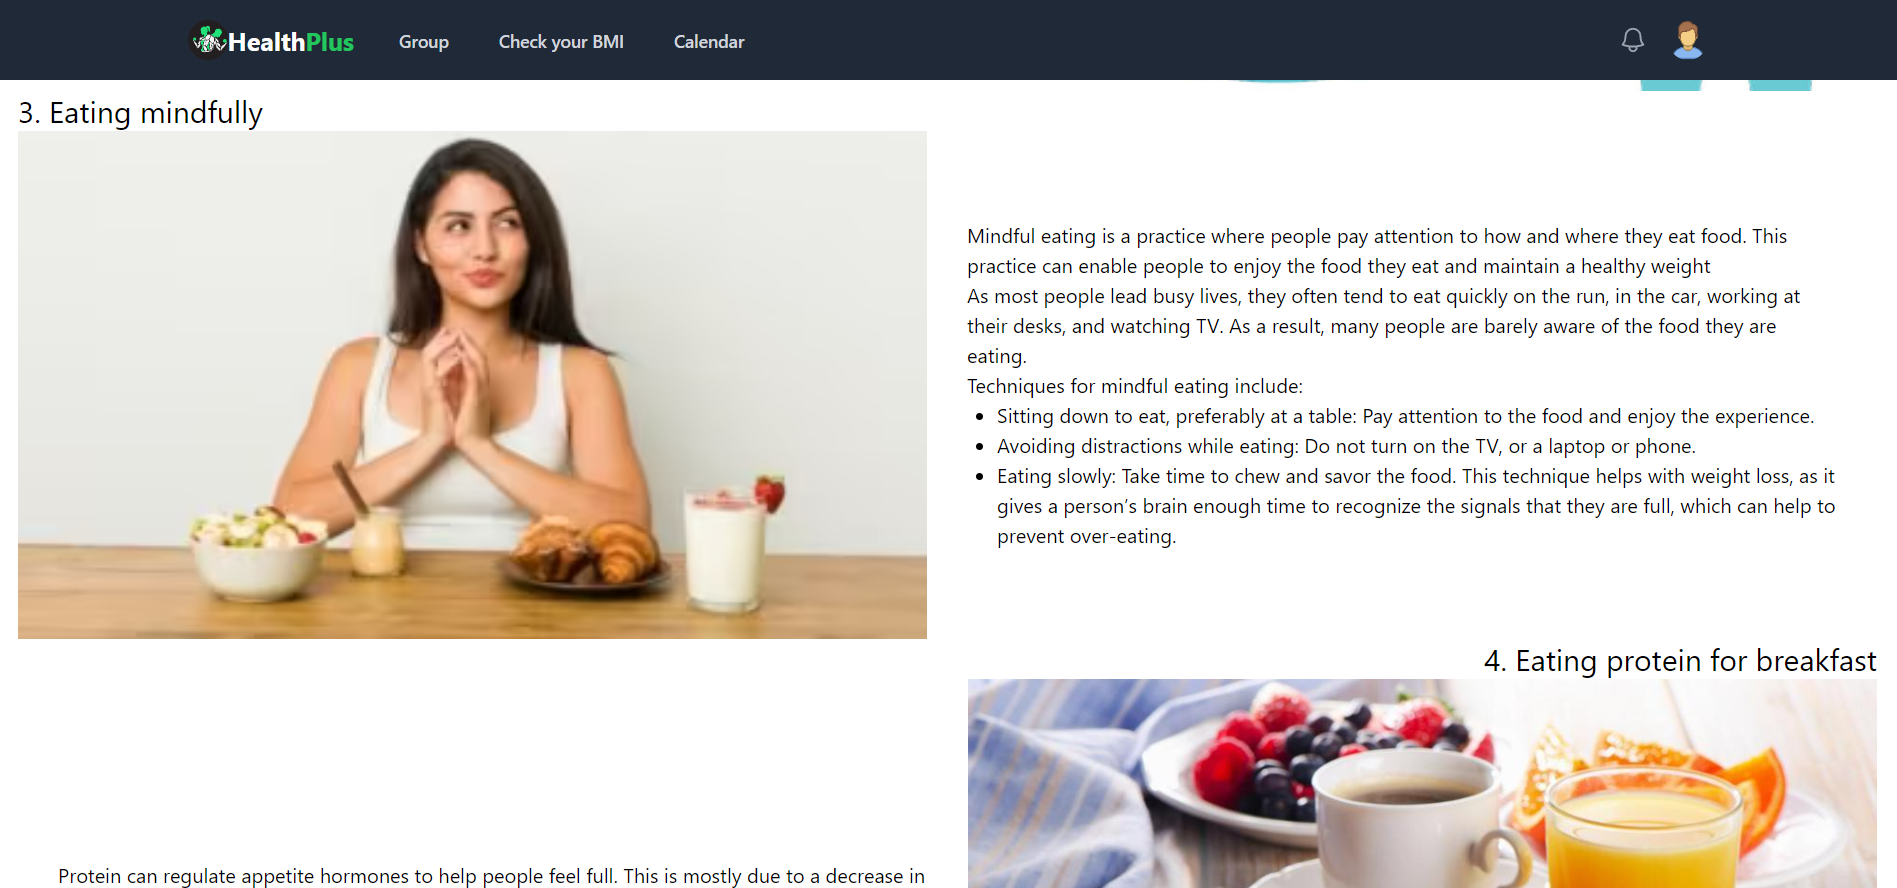 HealthPlus
Group
Check your BMI
Calendar
3. Eating mindfully
Mindful eating is a practice where people pay attention to how and where they eat food. This
practice can enable people to enjoy the food they eat and maintain a healthy weight
As most people lead busy lives, they often tend to eat quickly on the run, in the car, working at
their desks, and watching TV. As a result, many people are barely aware of the food they are
eating.
Techniques for mindful eating include:
• Sitting down to eat, preferably at a table: Pay attention to the food and enjoy the experience.
• Avoiding distractions while eating: Do not turn on the TV, or a laptop or phone.
• Eating slowly: Take time to chew and savor the food. This technique helps with weight loss, as it
gives a person’s brain enough time to recognize the signals that they are full, which can help to
prevent over-eating.
4. Eating protein for breakfast
Protein can regulate appetite hormones to help people feel full. This is mostly due to a decrease in